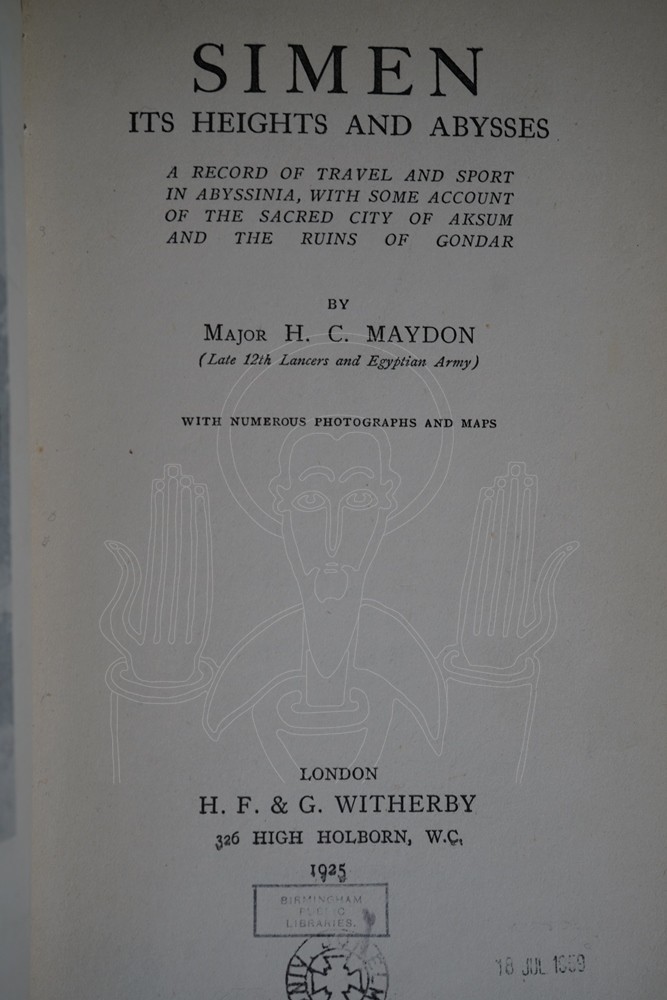 SIMEN
ITS HEIGHTS AND ABYSSES
A RECORD OF TRAVEL AND SPORT
IN ABYSSINIA, WITH SOME ACCOUNT
OF THE SACRED CITY OF AKSUM
AND THE RUINS OF GONDAR
BY
MAJOR H. C. MAYDON
(Late 12th Lancers and Egyptian Army)
WITH NUMEROUS PHOTOGRAPHS AND MAPS
LONDON
H. F. & G. WITHERBY
326 HIGH HOLBORN, W.C.
1925
BIRMINGHAM
PUBLIC
LIBRARIES.
18 JUL